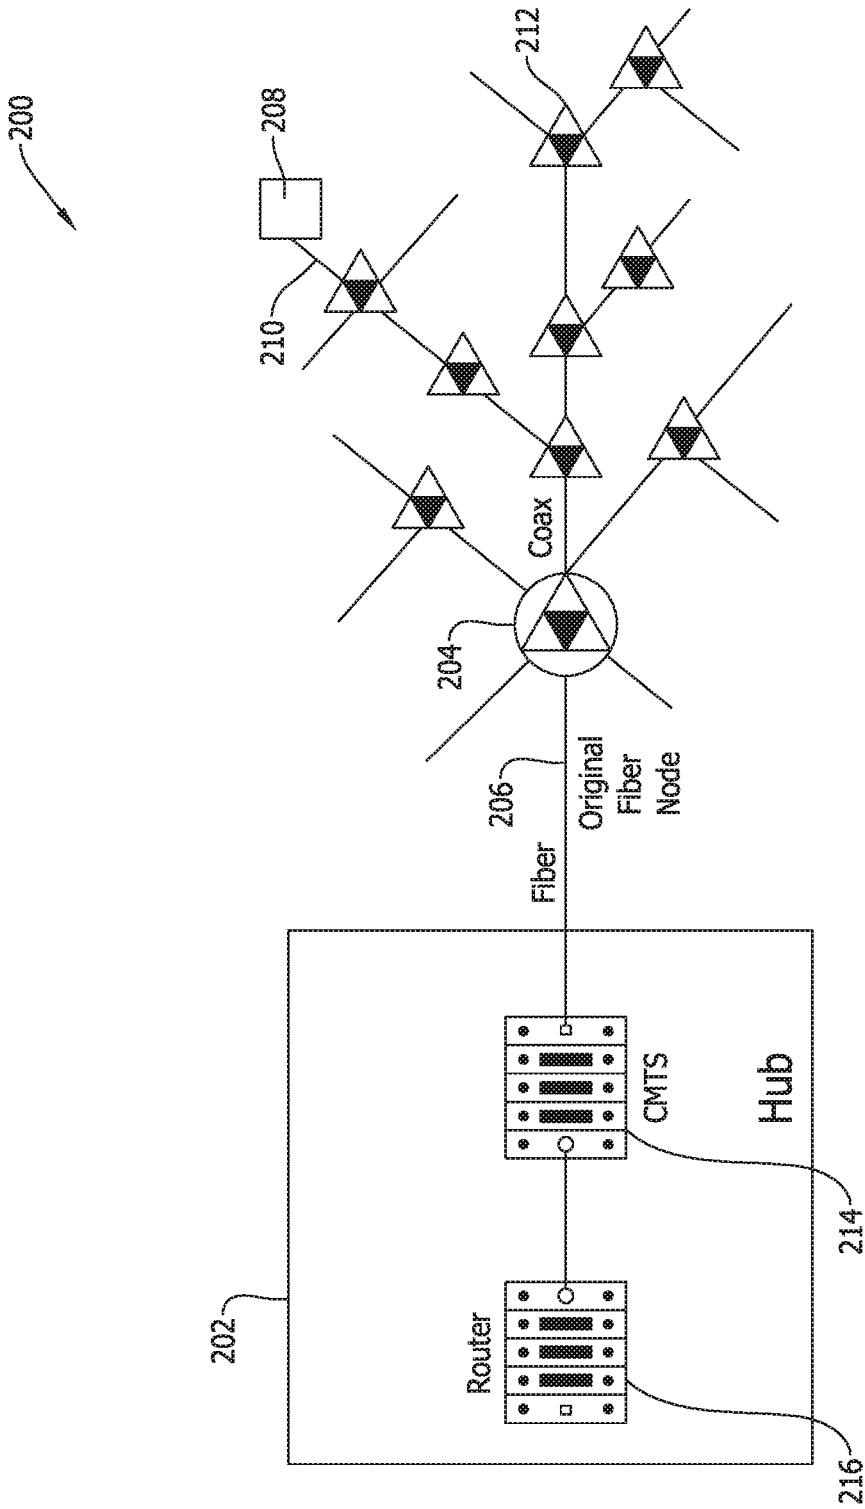 200
202
Router
216
CMTS
214
Hub
Fiber
206
Original
Fiber
Node
204
Coax
210
208
212